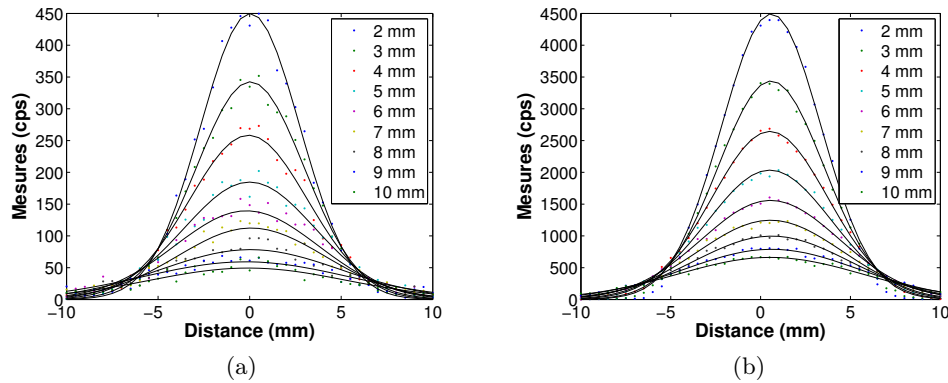 450
400
350
300
250
200
150
100
50
0
Mesures (cps)
−10
−5
0
5
10
Distance (mm)
2 mm
3 mm
4 mm
5 mm
6 mm
7 mm
8 mm
9 mm
10 mm
(a)
4500
4000
3500
3000
2500
2000
1500
1000
500
0
Mesures (cps)
−10
−5
0
5
10
Distance (mm)
2 mm
3 mm
4 mm
5 mm
6 mm
7 mm
8 mm
9 mm
10 mm
(b)